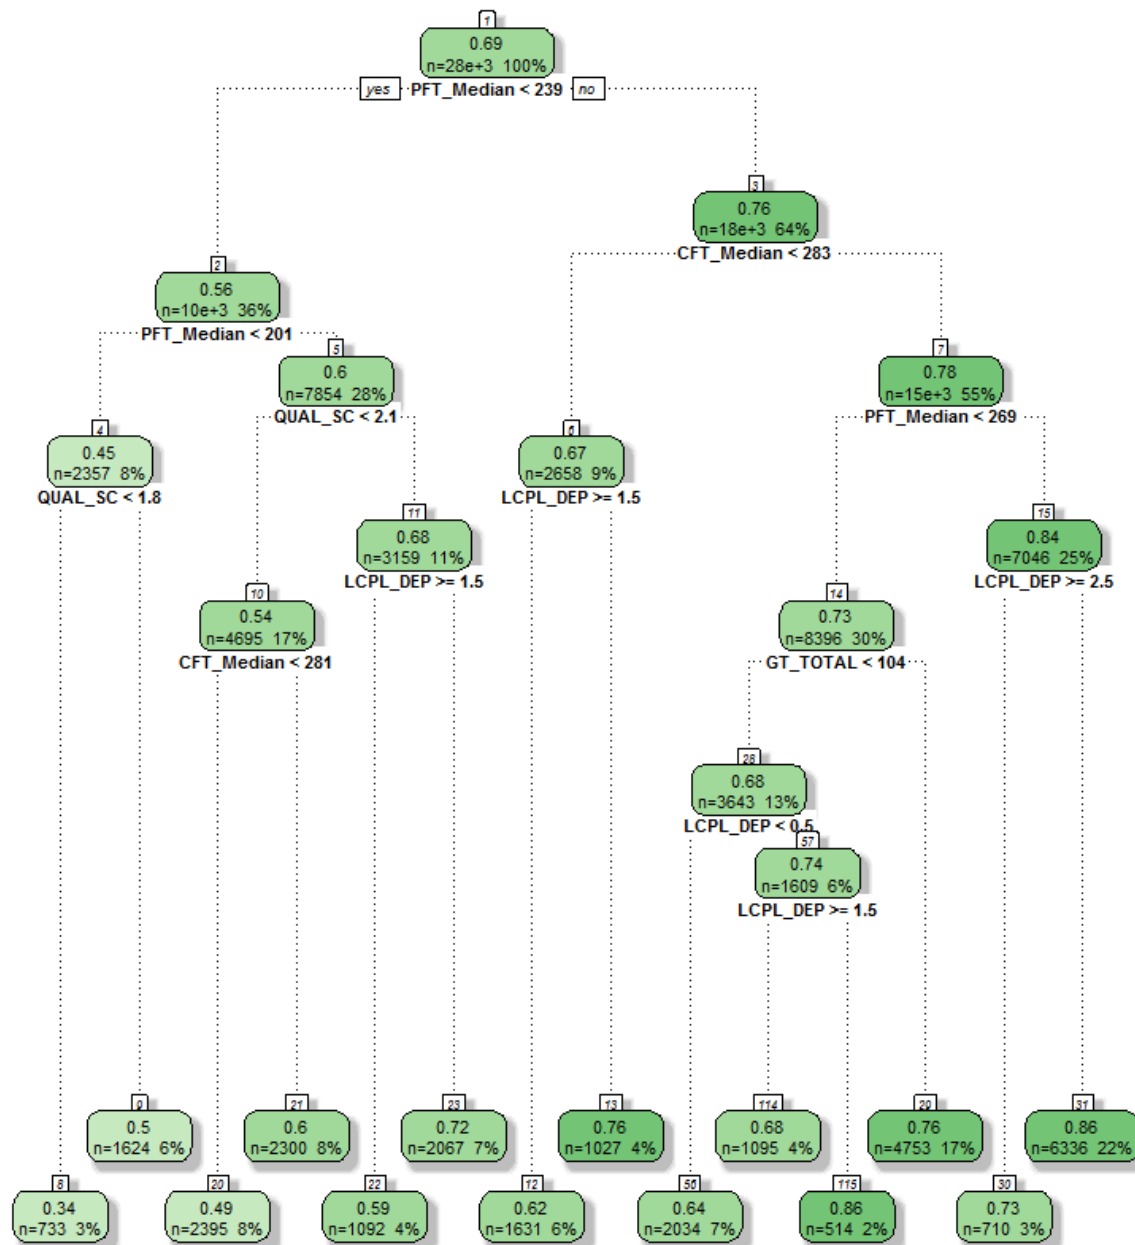 1
0.69
n=28e+3 100%
yes PFT_Median < 239 no
3
0.76
n=18e+3 64%
CFT_Median < 283
2
0.56
n=10e+3 36%
PFT_Median < 201
5
0.6
n=7854 28%
QUAL_SC < 2.1
7
0.78
n=15e+3 55%
PFT_Median < 269
4
0.45
n=2357 8%
QUAL_SC < 1.8
6
0.67
n=2658 9%
LCPL_DEP >= 1.5
11
0.68
n=3159 11%
LCPL_DEP >= 1.5
15
0.84
n=7046 25%
LCPL_DEP >= 2.5
10
0.54
n=4695 17%
CFT_Median < 281
14
0.73
n=8396 30%
GT_TOTAL < 104
28
0.68
n=3643 13%
LCPL_DEP < 0.5
57
0.74
n=1609 6%
LCPL_DEP >= 1.5
9
0.5
n=1624 6%
21
0.6
n=2300 8%
23
0.72
n=2067 7%
13
0.76
n=1027 4%
114
0.68
n=1095 4%
29
0.76
n=4753 17%
31
0.86
n=6336 22%
8
0.34
n=733 3%
20
0.49
n=2395 8%
22
0.59
n=1092 4%
12
0.62
n=1631 6%
56
0.64
n=2034 7%
115
0.86
n=514 2%
30
0.73
n=710 3%